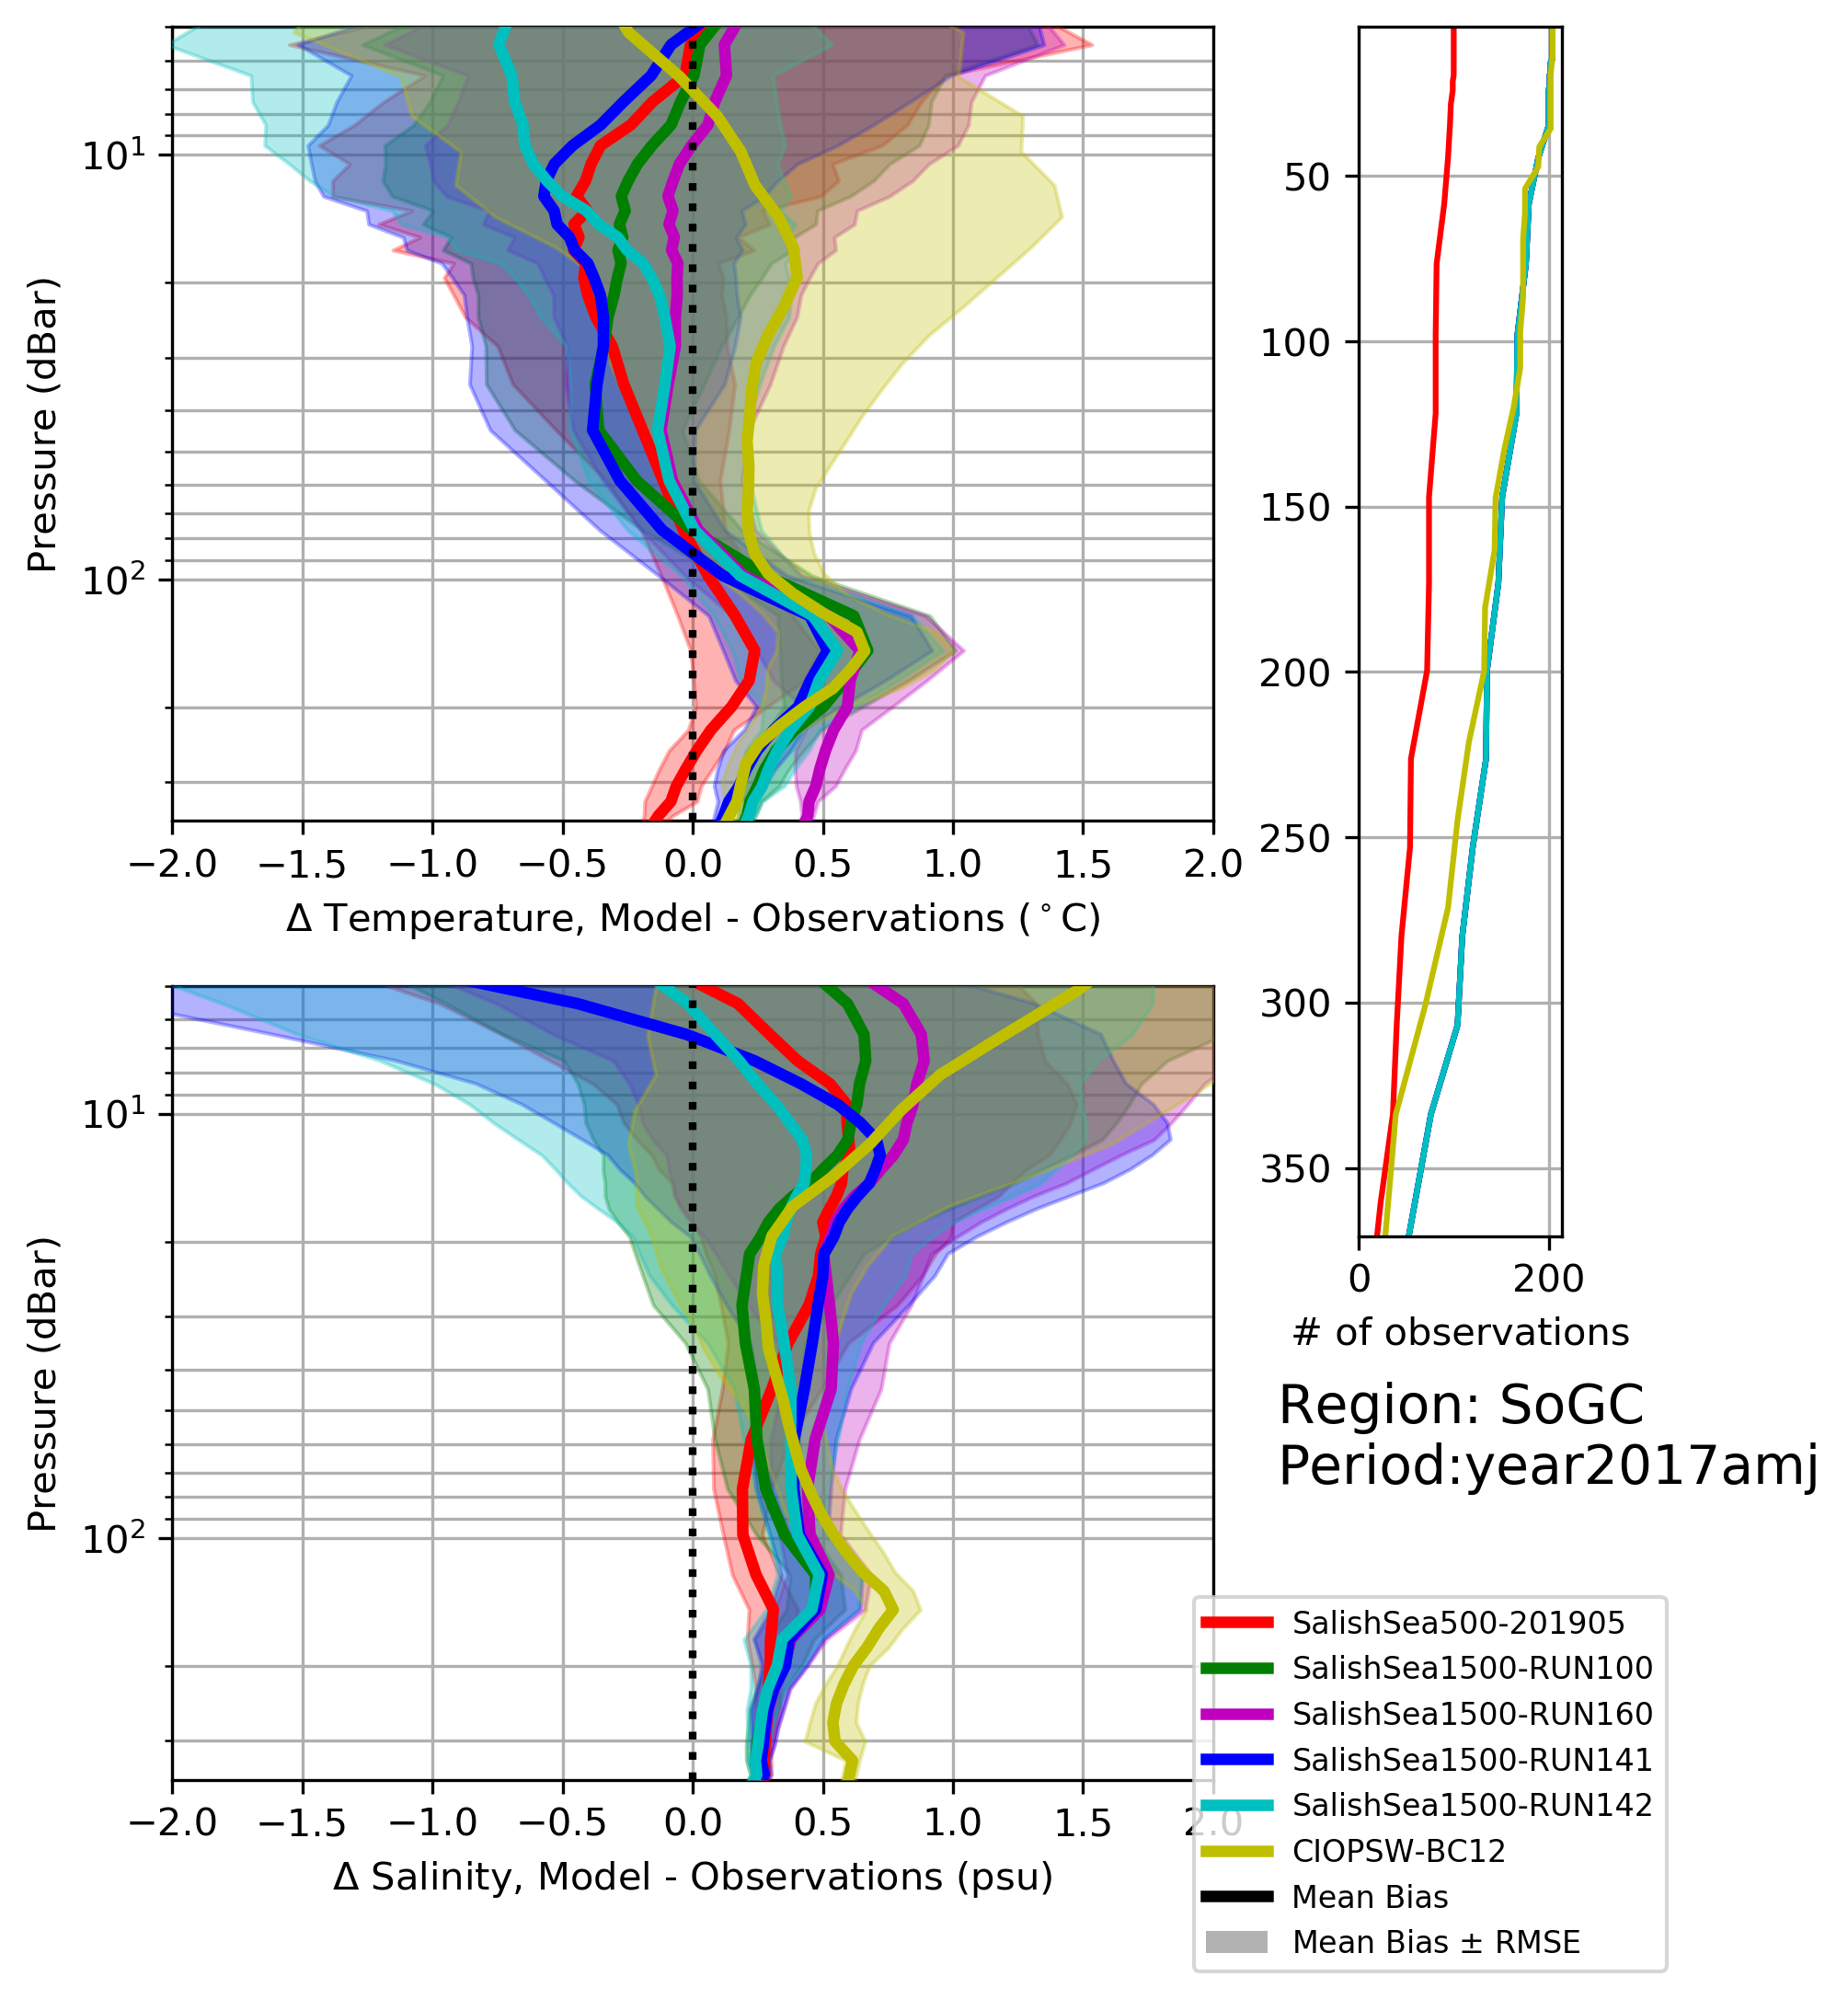 10¹
10²
Pressure (dBar)
−2.0 −1.5 −1.0 −0.5 0.0 0.5 1.0 1.5 2.0
Δ Temperature, Model - Observations (°C)
10¹
10²
Pressure (dBar)
−2.0 −1.5 −1.0 −0.5 0.0 0.5 1.0 1.5 2.0
Δ Salinity, Model - Observations (psu)
50
100
150
200
250
300
350
0 200
# of observations
Region: SoGC
Period:year2017amj
SalishSea500-201905
SalishSea1500-RUN100
SalishSea1500-RUN160
SalishSea1500-RUN141
SalishSea1500-RUN142
CIOPSW-BC12
Mean Bias
Mean Bias ± RMSE